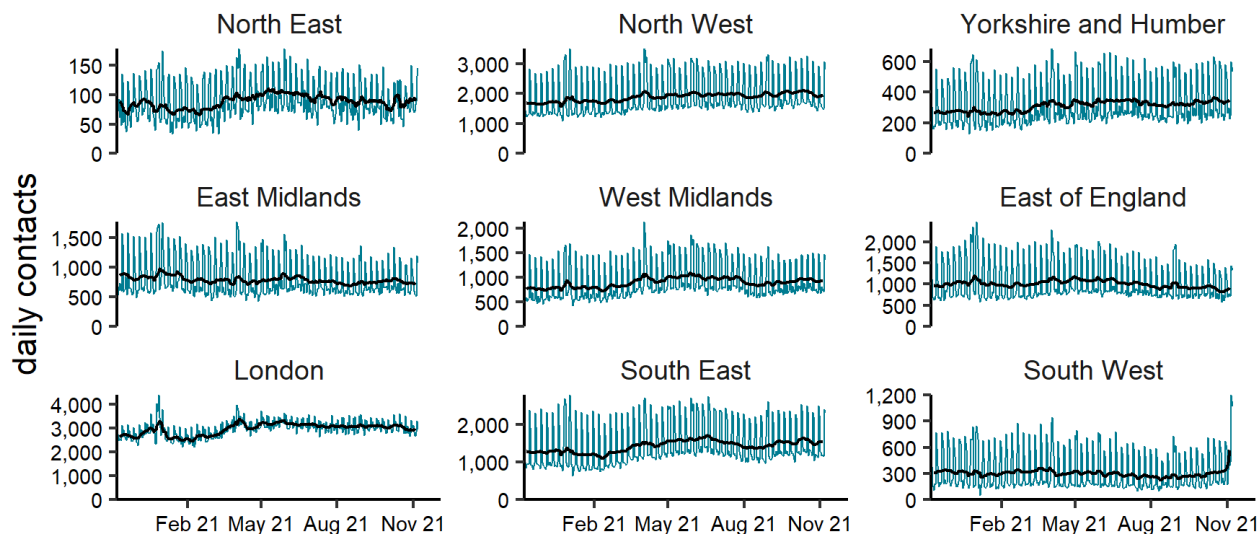 daily contacts
North East
150
100
50
0
North West
3,000
2,000
1,000
0
Yorkshire and Humber
600
400
200
0
East Midlands
1,500
1,000
500
0
West Midlands
2,000
1,500
1,000
500
0
East of England
2,000
1,500
1,000
500
0
London
4,000
3,000
2,000
0
Feb 21 May 21 Aug 21 Nov 21
South East
2,000
1,000
0
Feb 21 May 21 Aug 21 Nov 21
South West
1,200
900
600
300
0
Feb 21 May 21 Aug 21 Nov 21